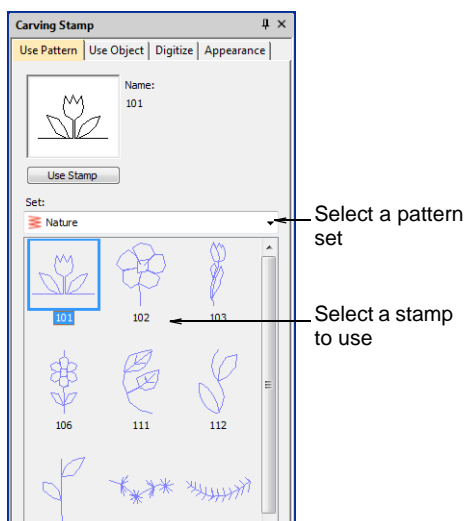 Carving Stamp
Use Pattern Use Object Digitize Appearance
Name:
101
Use Stamp
Set:
Nature
Select a pattern
set
101 102 103
Select a stamp
to use
106 111 112